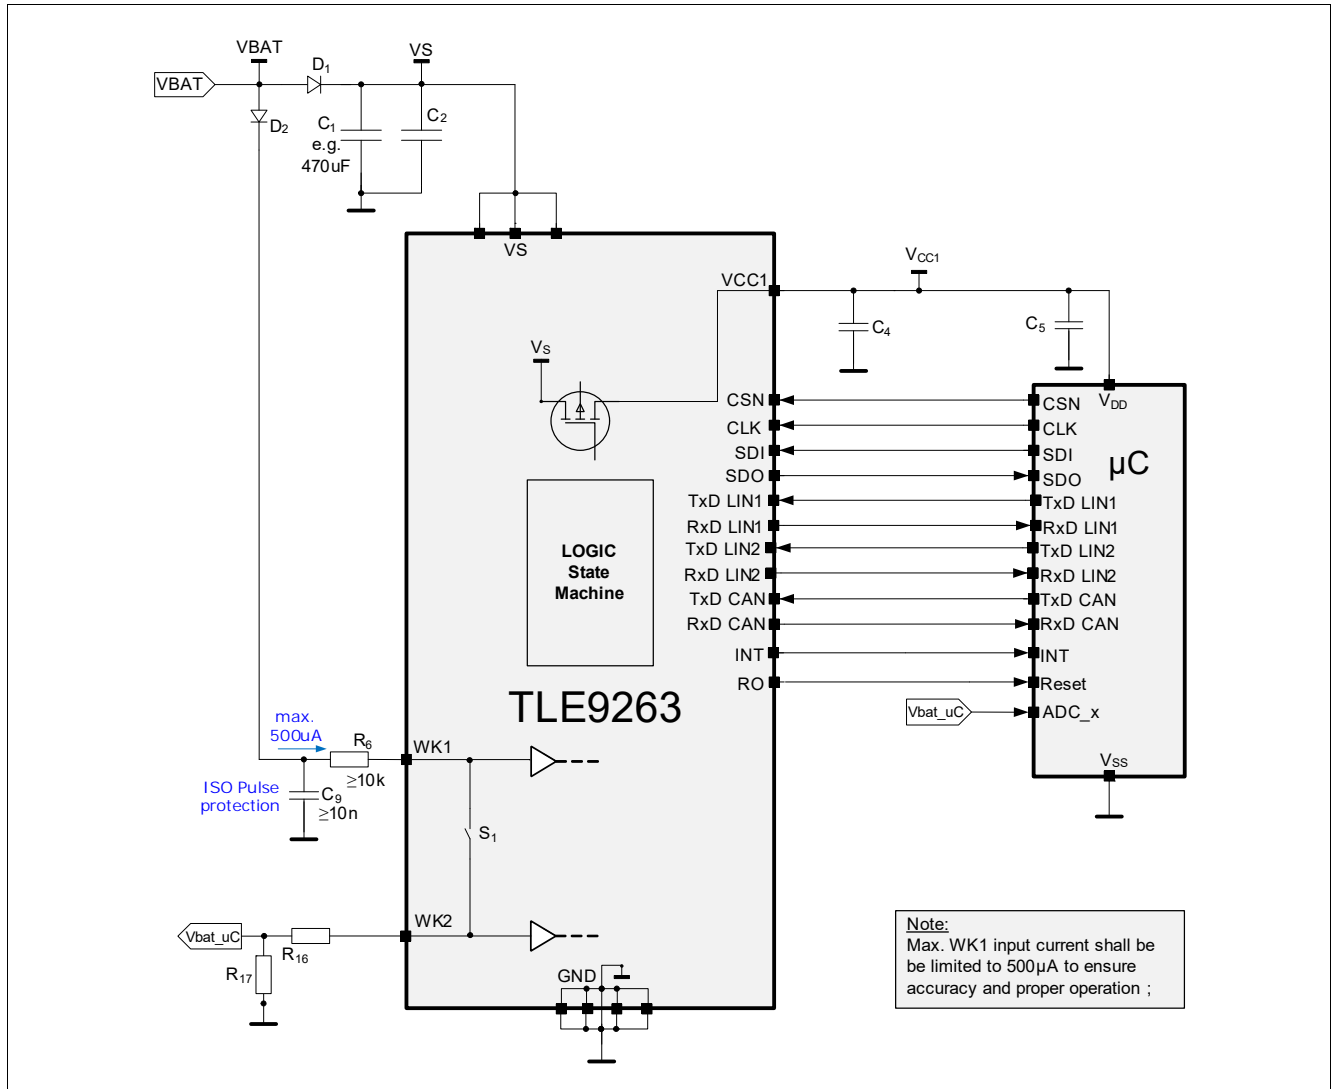 VBAT
VS
VBAT
D1
D2
C1
e.g.
470uF
C2
VS
VCC1
VCC1
C4
C5
VS
CSN
CLK
SDI
SDO
TxD LIN1
RxD LIN1
TxD LIN2
RxD LIN2
TxD CAN
RxD CAN
INT
RO
CSN
VDD
CLK
SDI
µC
SDO
TxD LIN1
RxD LIN1
TxD LIN2
RxD LIN2
TxD CAN
RxD CAN
INT
Reset
Vbat_uC
ADC_x
VSS
LOGIC
State
Machine
TLE9263
max.
500uA
R6
≥10k
WK1
ISO Pulse
protection
C9
≥10n
S1
WK2
Vbat_uC
R16
R17
GND
Note:
Max. WK1 input current shall be
be limited to 500µA to ensure
accuracy and proper operation ;